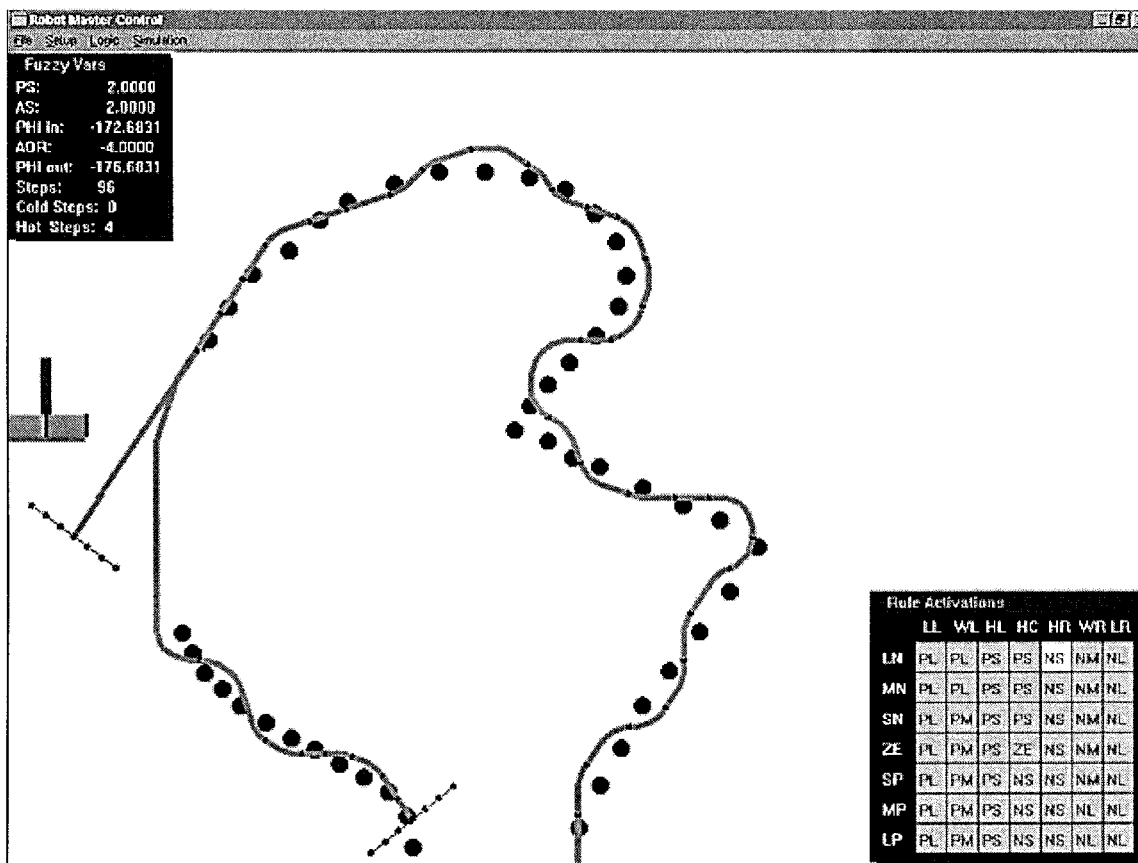 Robot Master Control
File Setup Logic Simulation
Fuzzy Vars
PS: 2.0000
AS: 2.0000
PHI in: -172.6831
AOR: -4.0000
PHI out: -176.6831
Steps: 96
Cold Steps: 0
Hot Steps: 4
Rule Activations
LL WL HL HC HR WR LR
LN PL PL PS PS NS NM NL
MN PL PL PS PS NS NM NL
SN PL PM PS PS NS NM NL
ZE PL PM PS ZE NS NM NL
SP PL PM PS NS NS NM NL
MP PL PM PS NS NS NL NL
LP PL PM PS NS NS NL NL